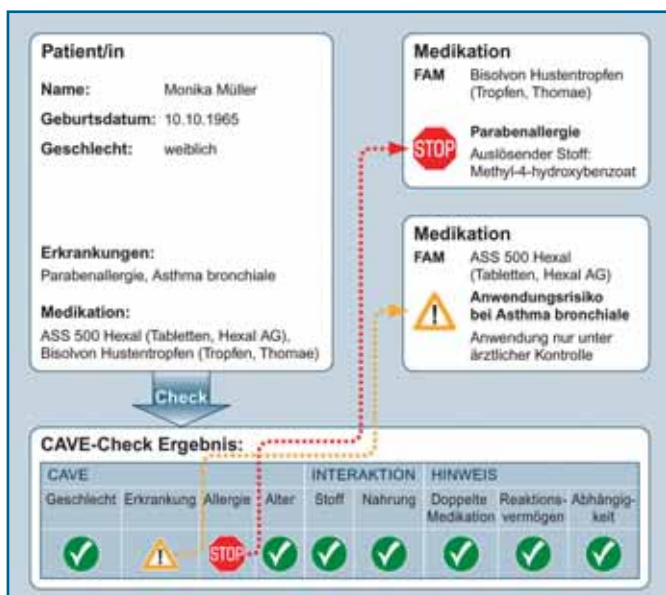 Patient/in
Name: Monika Müller
Geburtsdatum: 10.10.1965
Geschlecht: weiblich
Erkrankungen:
Parabenallergie, Asthma bronchiale
Medikation:
ASS 500 Hexal (Tabletten, Hexal AG),
Bisolvon Hustentropfen (Tropfen, Thomae)
Check
Medikation
FAM Bisolvon Hustentropfen
(Tropfen, Thomae)
STOP
Parabenallergie
Auslösender Stoff:
Methyl-4-hydroxybenzoat
Medikation
FAM ASS 500 Hexal
(Tabletten, Hexal AG)
!
Anwendungsrisiko
bei Asthma bronchiale
Anwendung nur unter
ärztlicher Kontrolle
CAVE-Check Ergebnis:
CAVE INTERAKTION HINWEIS
Geschlecht Erkrankung Allergie Alter Stoff Nahrung Doppelte Reaktions- Abhängig-
Medikation vermögen keit
! STOP